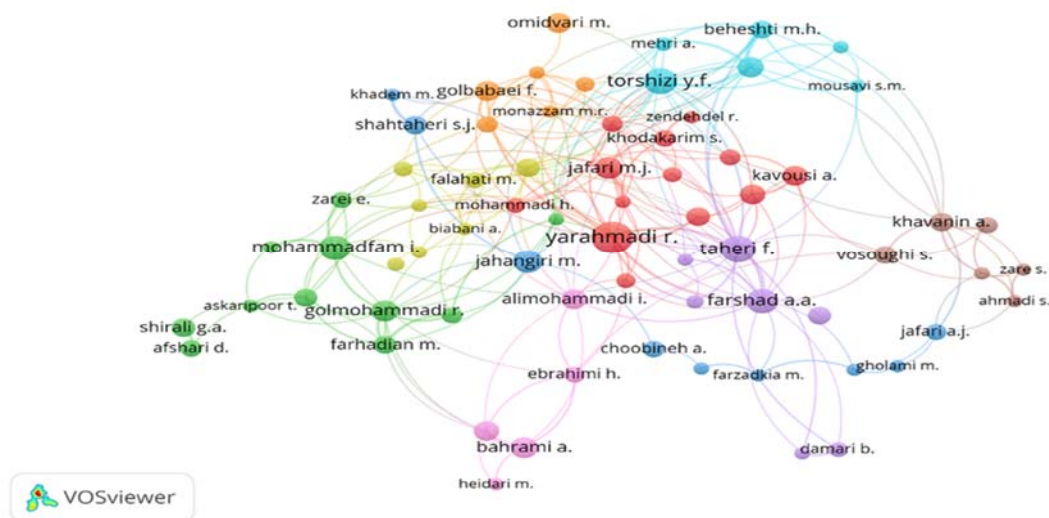 omidvari m.
beheshti m.h.
mehri a.
torshizi y.f.
mousavi s.m.
khadem m.
golbabaei f.
monazzam m.r.
zendehdel r.
shahtaheri s.j.
khodakarim s.
jafari m.j.
kavousi a.
falahati m.
zarei e.
mohammadi h.
khavanin a.
biabani a.
yarahmadi r.
mohammadfam i.
taheri f.
vosoughi s.
jahangiri m.
zare s.
alimohammadi i.
farshad a.a.
ahmadi s.
askaripoor t.
golmohammadi r.
shirali g.a.
jafari a.j.
afshari d.
farhadian m.
choobineh a.
gholami m.
ebrahimi h.
farzadkia m.
bahrami a.
damari b.
heidari m.
VOSviewer